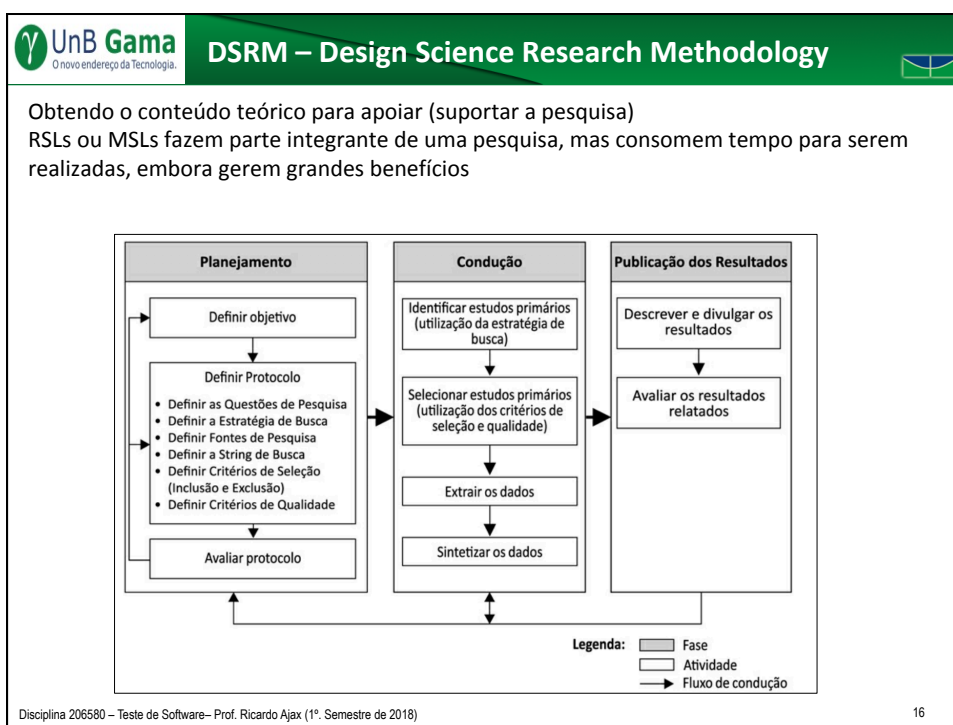 γ UnB Gama
O novo endereço da Tecnologia.
DSRM – Design Science Research Methodology
Obtendo o conteúdo teórico para apoiar (suportar a pesquisa)
RSLs ou MSLs fazem parte integrante de uma pesquisa, mas consomem tempo para serem
realizadas, embora gerem grandes benefícios
Planejamento
Definir objetivo
Definir Protocolo
• Definir as Questões de Pesquisa
• Definir a Estratégia de Busca
• Definir Fontes de Pesquisa
• Definir a String de Busca
• Definir Critérios de Seleção
(Inclusão e Exclusão)
• Definir Critérios de Qualidade
Avaliar protocolo
Condução
Identificar estudos primários
(utilização da estratégia de
busca)
Selecionar estudos primários
(utilização dos critérios de
seleção e qualidade)
Extrair os dados
Sintetizar os dados
Publicação dos Resultados
Descrever e divulgar os
resultados
Avaliar os resultados
relatados
Legenda:
Fase
Atividade
Fluxo de condução
Disciplina 206580 – Teste de Software– Prof. Ricardo Ajax (1º. Semestre de 2018)
16